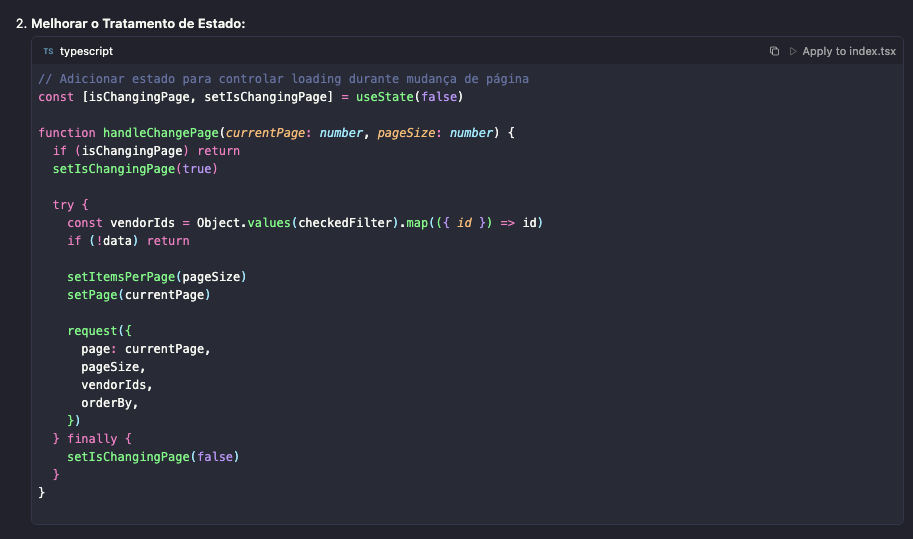 2. Melhorar o Tratamento de Estado:
TS typescript
Apply to index.tsx
// Adicionar estado para controlar loading durante mudança de página
const [isChangingPage, setIsChangingPage] = useState(false)

function handleChangePage(currentPage: number, pageSize: number) {
  if (isChangingPage) return
  setIsChangingPage(true)

  try {
    const vendorIds = Object.values(checkedFilter).map(({ id }) => id)
    if (!data) return

    setItemsPerPage(pageSize)
    setPage(currentPage)

    request({
      page: currentPage,
      pageSize,
      vendorIds,
      orderBy,
    })
  } finally {
    setIsChangingPage(false)
  }
}